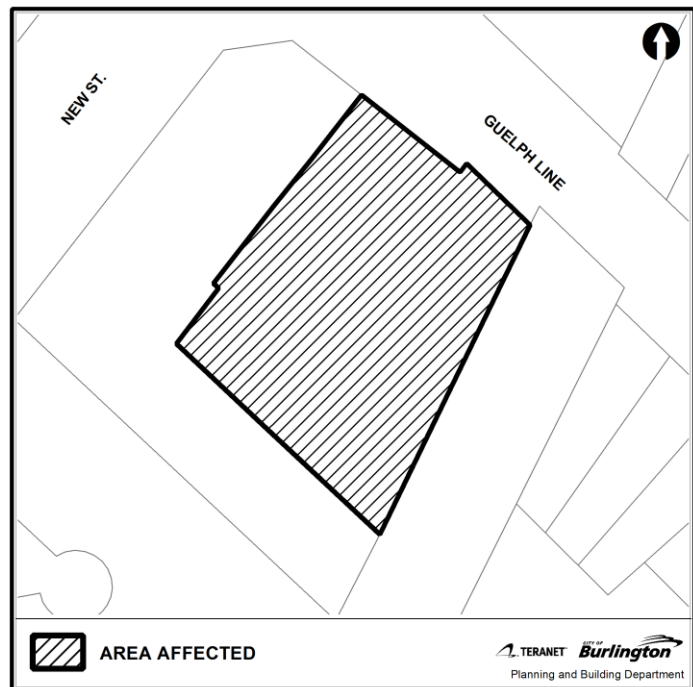 NEW ST.
GUELPH LINE
AREA AFFECTED
TERANET
CITY OF
Burlington
Planning and Building Department